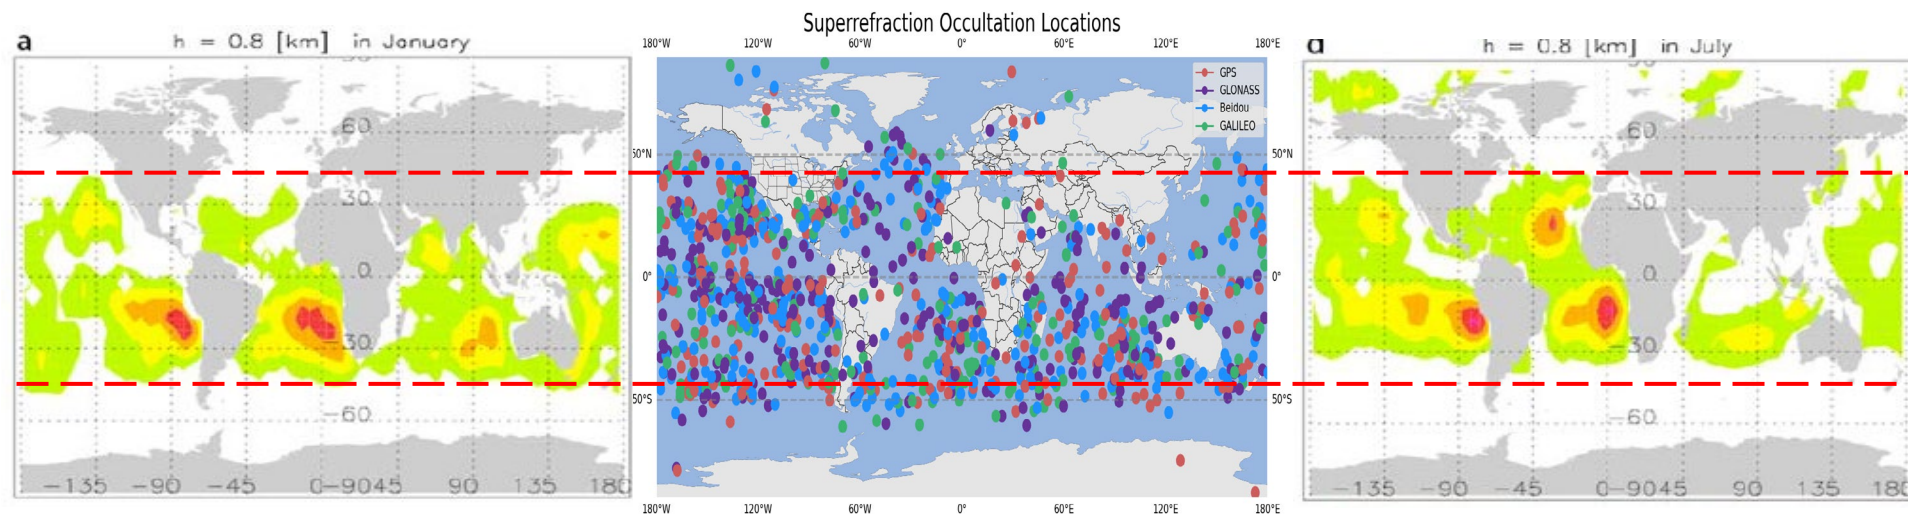 a
h = 0.8 [km]   in January
60
30
0
-30
-60
-135 -90 -45 0-9045 90 135 180
Superrefraction Occultation Locations
180°W 120°W 60°W 0° 60°E 120°E 180°E
GPS
GLONASS
Beidou
GALILEO
50°N 50°N
0° 0°
50°S 50°S
180°W 120°W 60°W 0° 60°E 120°E 180°E
d
h = 0.8 [km]   in July
60
30
0
-30
-60
-135 -90 -45 0-9045 90 135 180